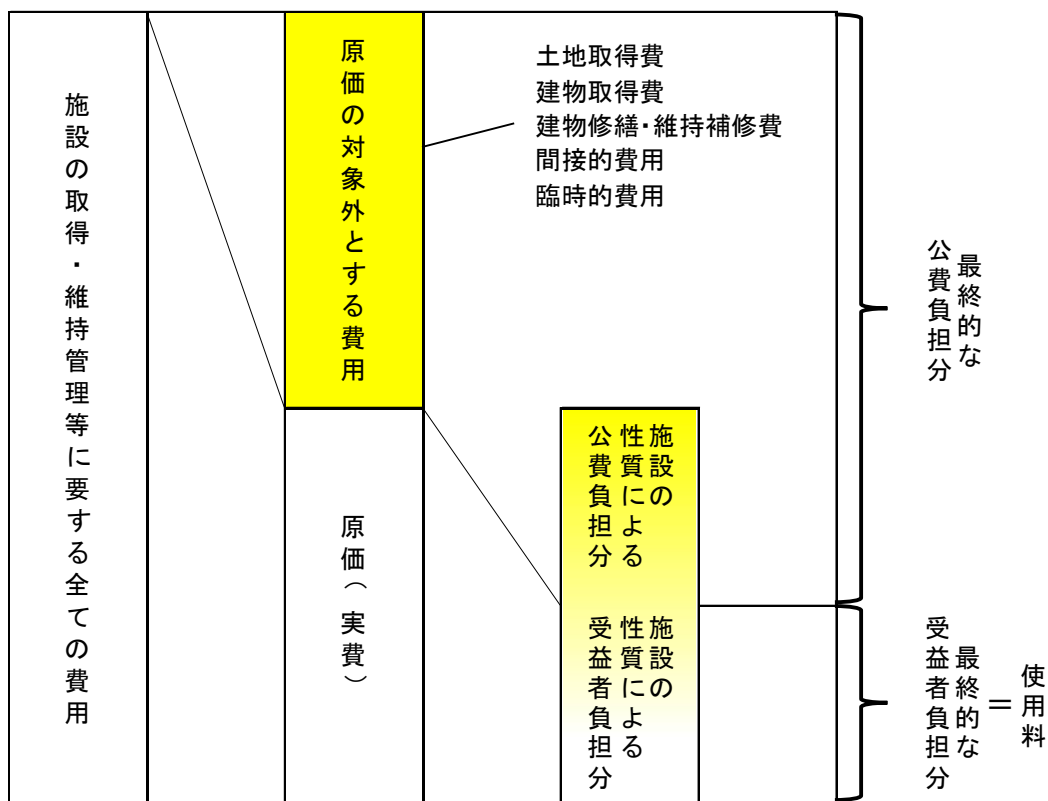 施設の取得・維持管理等に要する全ての費用
原価の対象外とする費用
土地取得費
建物取得費
建物修繕・維持補修費
間接的費用
臨時的費用
原価（実費）
施設の
性質による
公費負担分
施設の
性質による
受益者負担分
最終的な
公費負担分
最終的な
受益者負担分
＝
使用料